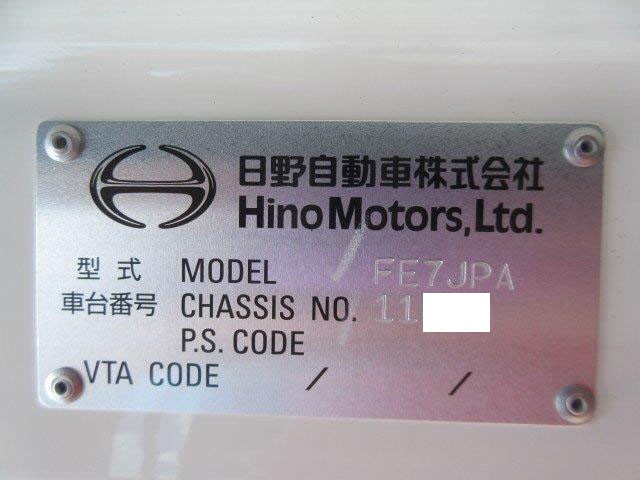 日野自動車株式会社
Hino Motors, Ltd.
型式 MODEL FE7JPA
車台番号 CHASSIS NO. 11
P.S. CODE
VTA CODE / /